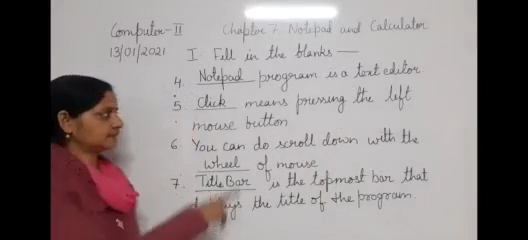 Computer-II Chapter 7 Notepad and Calculator
13/01/2021 I. Fill in the blanks —
4. Notepad program is a text editor
5. Click means pressing the left
mouse button
6. You can do scroll down with the
wheel of mouse
7. Title Bar is the topmost bar that
the title of the program.